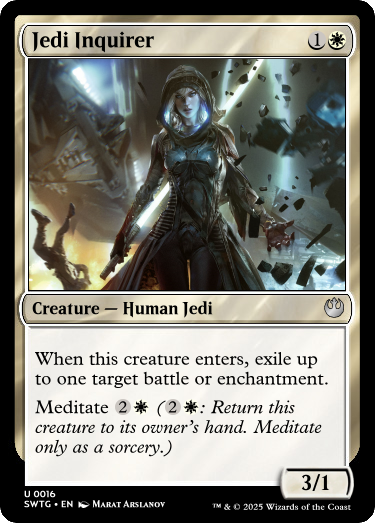 Jedi Inquirer 1
Creature — Human Jedi
When this creature enters, exile up
to one target battle or enchantment.
Meditate 2 (2: Return this
creature to its owner's hand. Meditate
only as a sorcery.)
3/1
U 0016
SWTG • EN Marat Arslanov
™ & © 2025 Wizards of the Coast